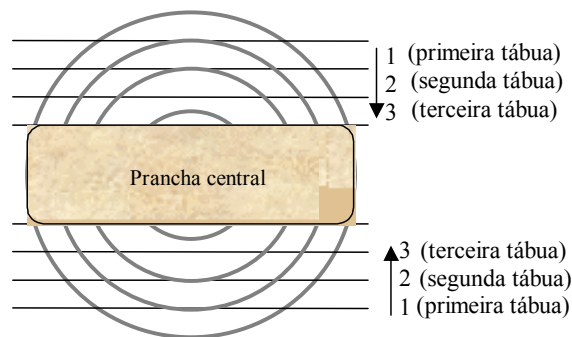 1 (primeira tábua)
2 (segunda tábua)
3 (terceira tábua)
Prancha central
3 (terceira tábua)
2 (segunda tábua)
1 (primeira tábua)